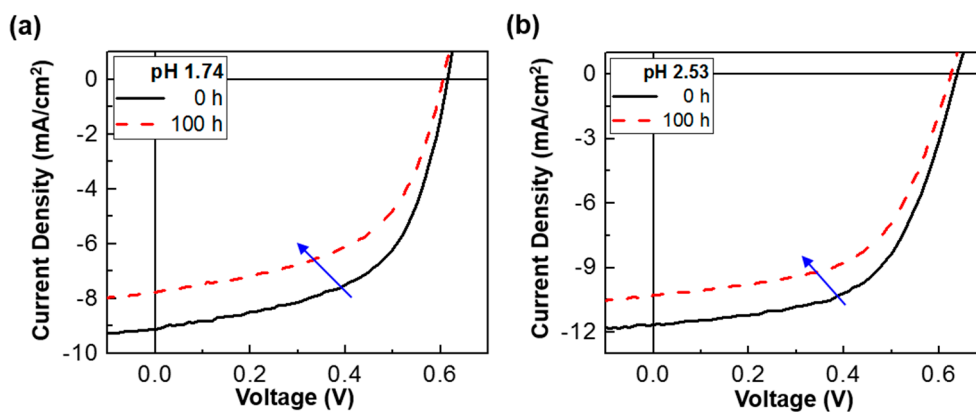 (a)
pH 1.74
0 h
100 h
0
-2
-4
-6
-8
-10
Current Density (mA/cm²)
0.0 0.2 0.4 0.6
Voltage (V)
(b)
pH 2.53
0 h
100 h
0
-3
-6
-9
-12
Current Density (mA/cm²)
0.0 0.2 0.4 0.6
Voltage (V)